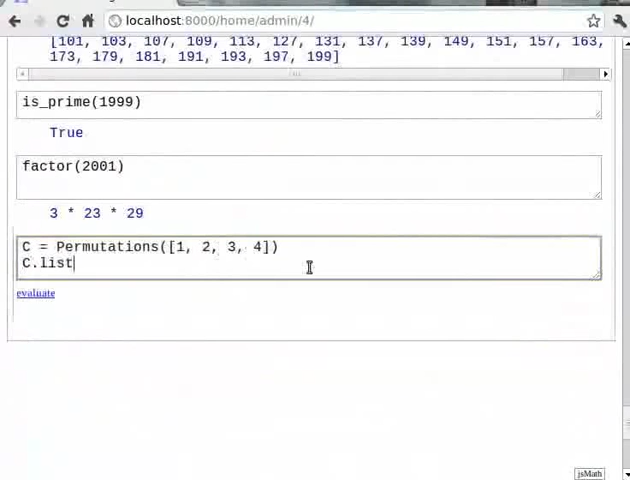 localhost:8000/home/admin/4/
[101, 103, 107, 109, 113, 127, 131, 137, 139, 149, 151, 157, 163,
173, 179, 181, 191, 193, 197, 199]
is_prime(1999)
True
factor(2001)
3 * 23 * 29
C = Permutations([1, 2, 3, 4])
C.list
evaluate
jsMath